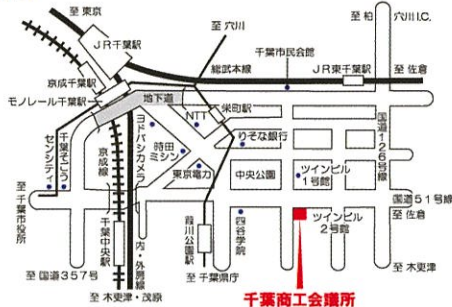 至 東京
JR千葉駅
京成千葉駅
モノレール千葉駅
地下道
至 穴川
総武本線
千葉市民会館
JR東千葉駅
至 柏
穴川I.C.
至 佐倉
栄町駅
NTT
りそな銀行
国道126号線
センシティ
千葉そごう
京成線
ヨドバシカメラ
時田
ミシン
東京電力
中央公園
ツインビル
1号館
国道51号線
至 佐倉
至
千葉市役所
千葉中央駅
内・外房線
葭川公園駅
四谷学院
ツインビル
2号館
至 国道357号
至 千葉県庁
至 木更津
至 木更津・茂原
千葉商工会議所